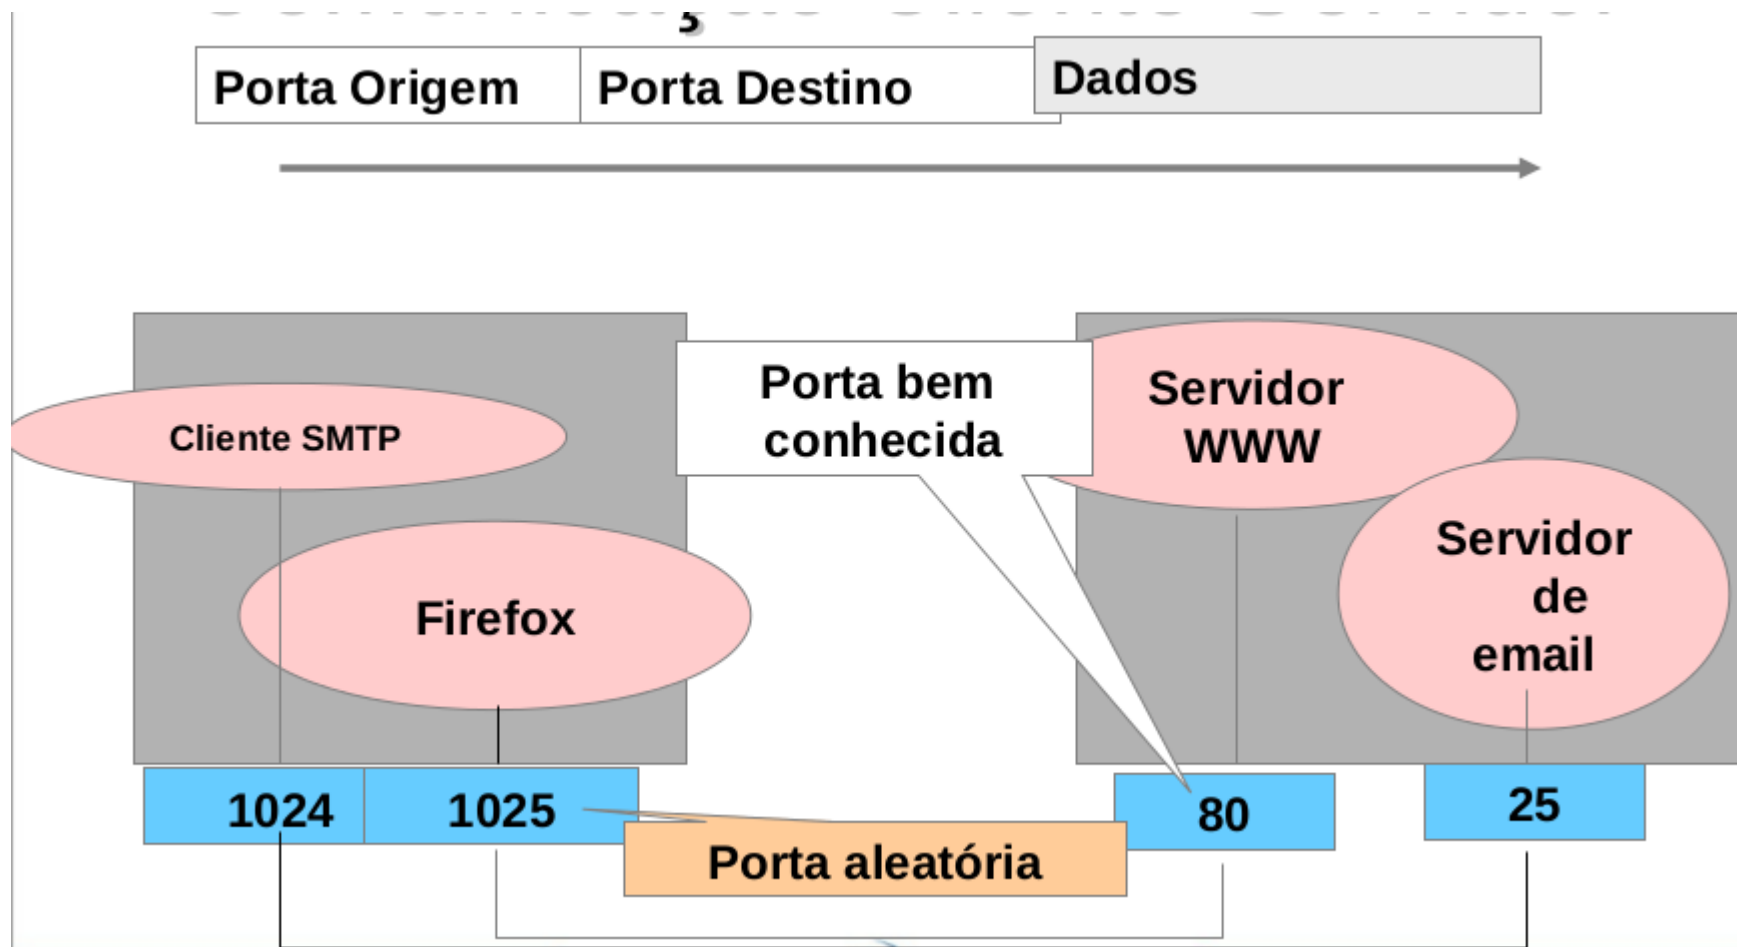 Porta Origem
Porta Destino
Dados
Cliente SMTP
Firefox
Porta bem
conhecida
Servidor
WWW
Servidor
de
email
1024
1025
80
25
Porta aleatória